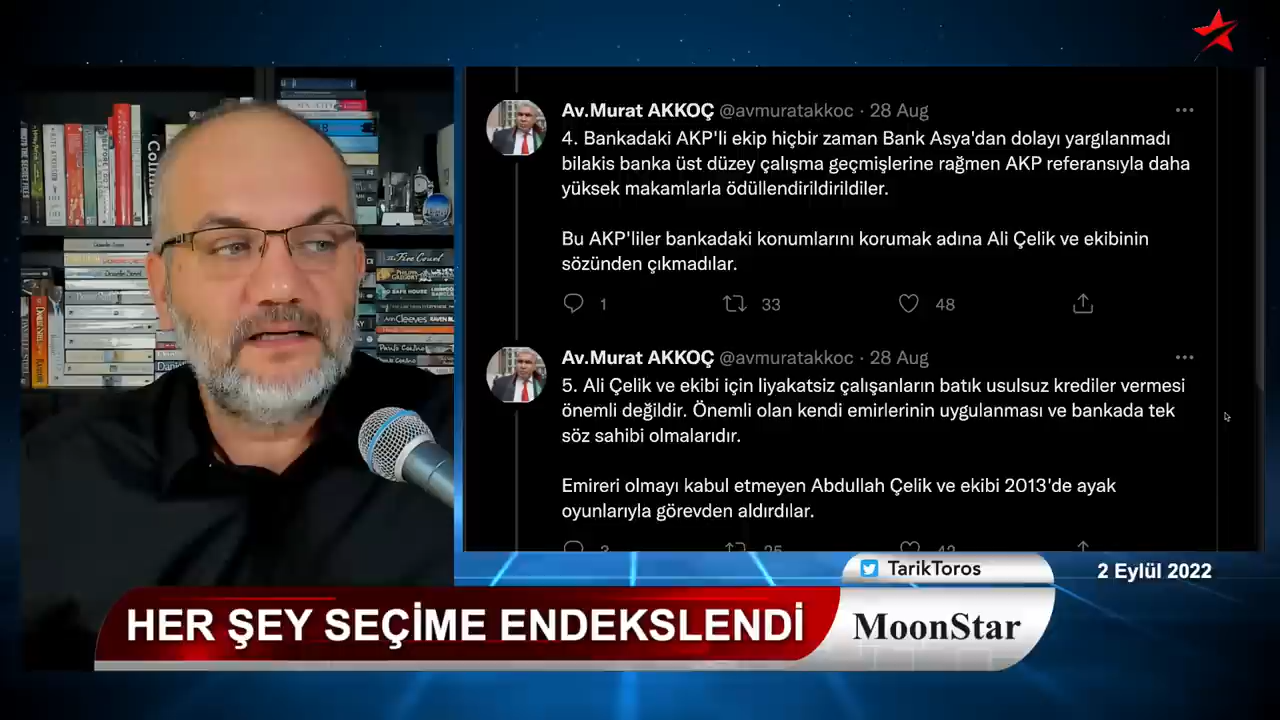 Av.Murat AKKOÇ @avmuratakkoc · 28 Aug
4. Bankadaki AKP'li ekip hiçbir zaman Bank Asya'dan dolayı yargılanmadı
bilakis banka üst düzey çalışma geçmişlerine rağmen AKP referansıyla daha
yüksek makamlarla ödüllendirildirildiler.
Bu AKP'liler bankadaki konumlarını korumak adına Ali Çelik ve ekibinin
sözünden çıkmadılar.
1 33 48
Av.Murat AKKOÇ @avmuratakkoc · 28 Aug
5. Ali Çelik ve ekibi için liyakatsiz çalışanların batık usulsuz krediler vermesi
önemli değildir. Önemli olan kendi emirlerinin uygulanması ve bankada tek
söz sahibi olmalarıdır.
Emireri olmayı kabul etmeyen Abdullah Çelik ve ekibi 2013'de ayak
oyunlarıyla görevden aldırdılar.
TarikToros
2 Eylül 2022
HER ŞEY SEÇİME ENDEKSLENDİ
MoonStar